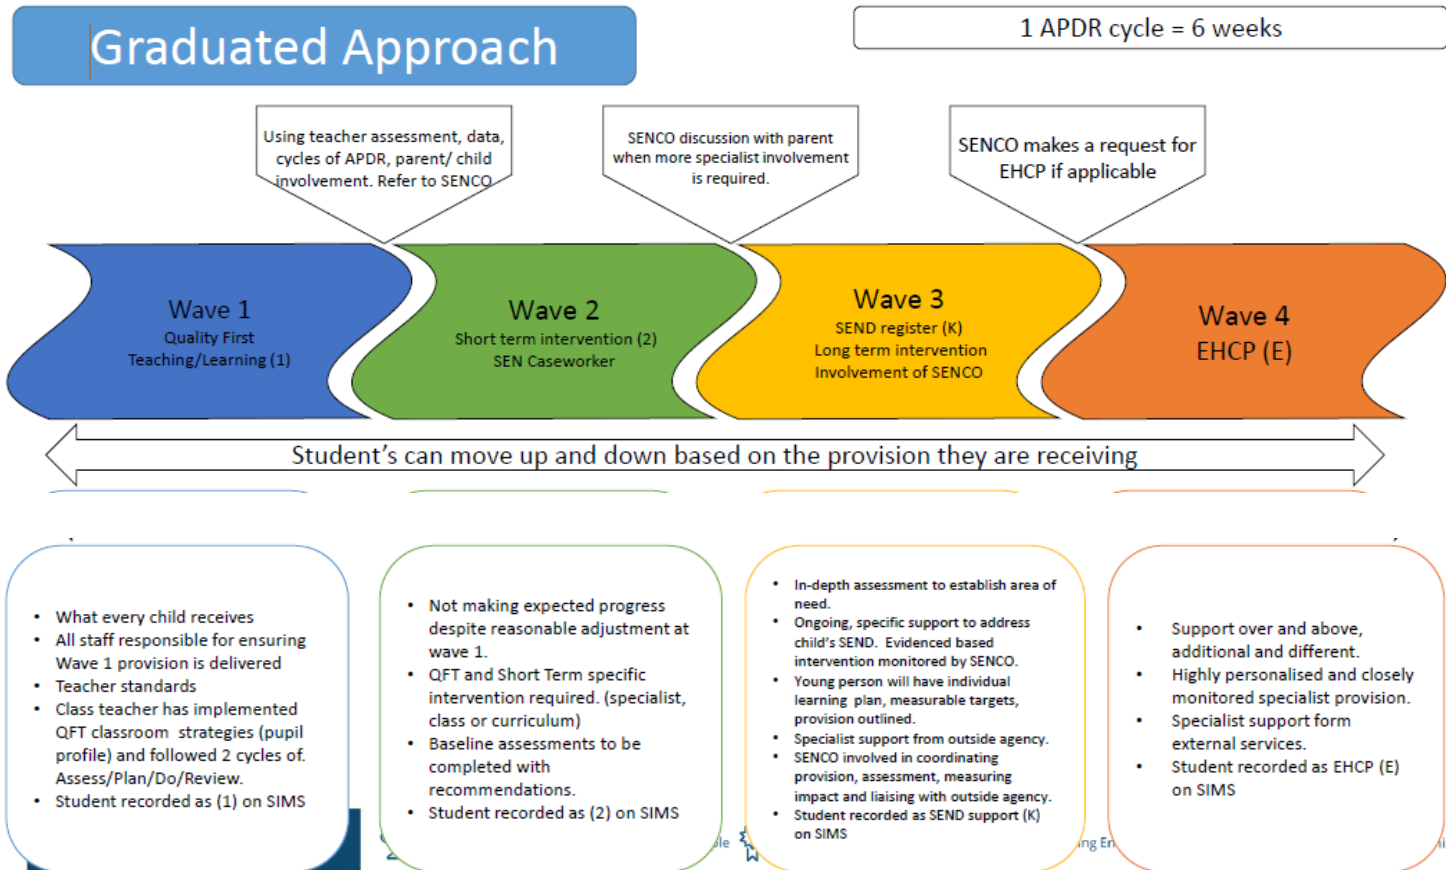 Graduated Approach
1 APDR cycle = 6 weeks
Using teacher assessment, data,
cycles of APDR, parent/ child
involvement. Refer to SENCO
SENCO discussion with parent
when more specialist involvement
is required.
SENCO makes a request for
EHCP if applicable
Wave 1
Quality First
Teaching/Learning (1)
Wave 2
Short term intervention (2)
SEN Caseworker
Wave 3
SEND register (K)
Long term intervention
Involvement of SENCO
Wave 4
EHCP (E)
Student's can move up and down based on the provision they are receiving
• What every child receives
• All staff responsible for ensuring
Wave 1 provision is delivered
• Teacher standards
• Class teacher has implemented
QFT classroom strategies (pupil
profile) and followed 2 cycles of.
Assess/Plan/Do/Review.
• Student recorded as (1) on SIMS
• Not making expected progress
despite reasonable adjustment at
wave 1.
• QFT and Short Term specific
intervention required. (specialist,
class or curriculum)
• Baseline assessments to be
completed with
recommendations.
• Student recorded as (2) on SIMS
• In-depth assessment to establish area of
need.
• Ongoing, specific support to address
child's SEND. Evidenced based
intervention monitored by SENCO.
• Young person will have individual
learning plan, measurable targets,
provision outlined.
• Specialist support from outside agency.
• SENCO involved in coordinating
provision, assessment, measuring
impact and liaising with outside agency.
• Student recorded as SEND support (K)
on SIMS
• Support over and above,
additional and different.
• Highly personalised and closely
monitored specialist provision.
• Specialist support form
external services.
• Student recorded as EHCP (E)
on SIMS